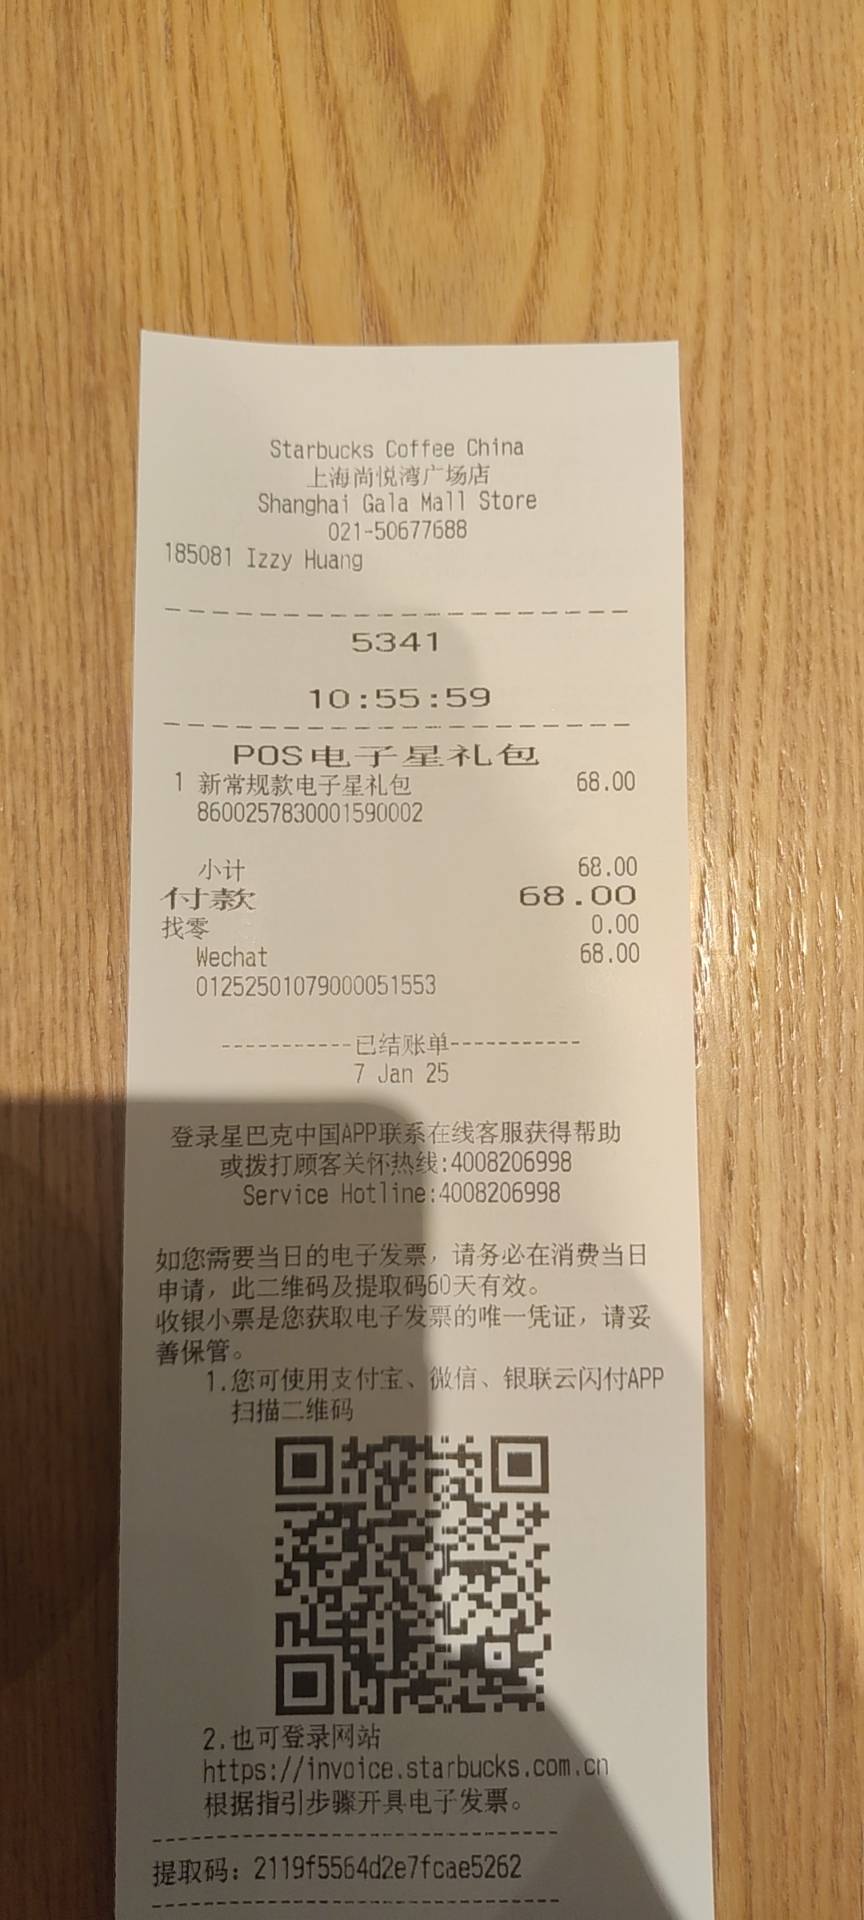 Starbucks Coffee China
上海尚悦湾广场店
Shanghai Gala Mall Store
021-50677688
185081 Izzy Huang
5341
10:55:59
POS电子星礼包
1 新常规款电子星礼包 68.00
8600257830001590002
小计 68.00
付款 68.00
找零 0.00
Wechat 68.00
01252501079000051553
-----------已结账单-----------
7 Jan 25
登录星巴克中国APP联系在线客服获得帮助
或拨打顾客关怀热线:4008206998
Service Hotline:4008206998
如您需要当日的电子发票，请务必在消费当日
申请，此二维码及提取码60天有效。
收银小票是您获取电子发票的唯一凭证，请妥
善保管。
1.您可使用支付宝、微信、银联云闪付APP
扫描二维码
2.也可登录网站
https://invoice.starbucks.com.cn
根据指引步骤开具电子发票。
提取码：2119f5564d2e7fcae5262